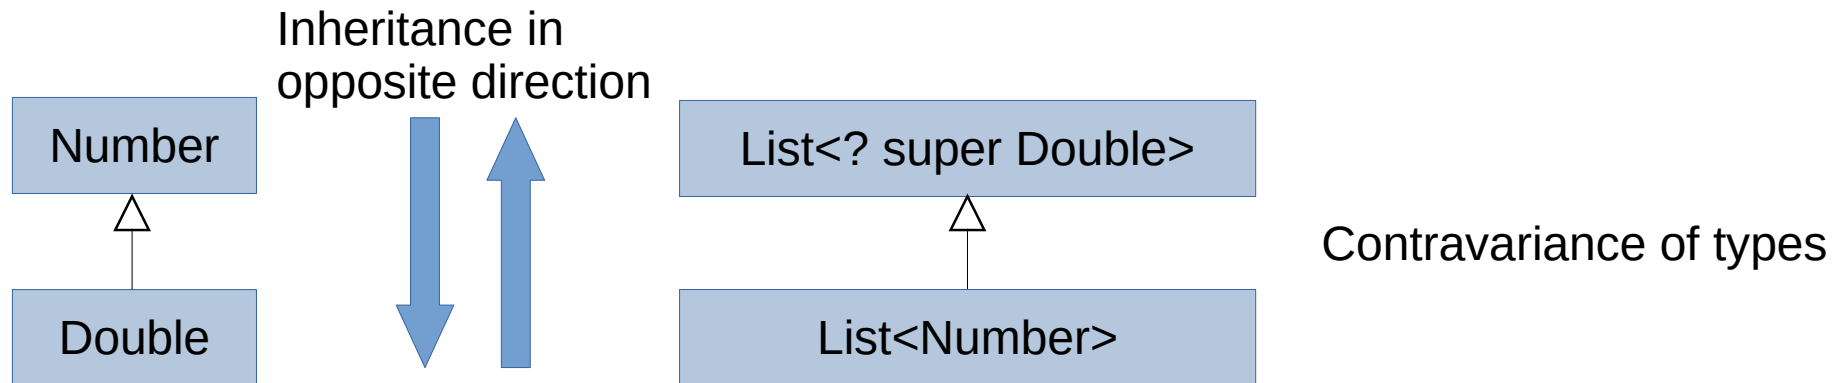 Inheritance in
opposite direction
Number
List<? super Double>
Contravariance of types
Double
List<Number>